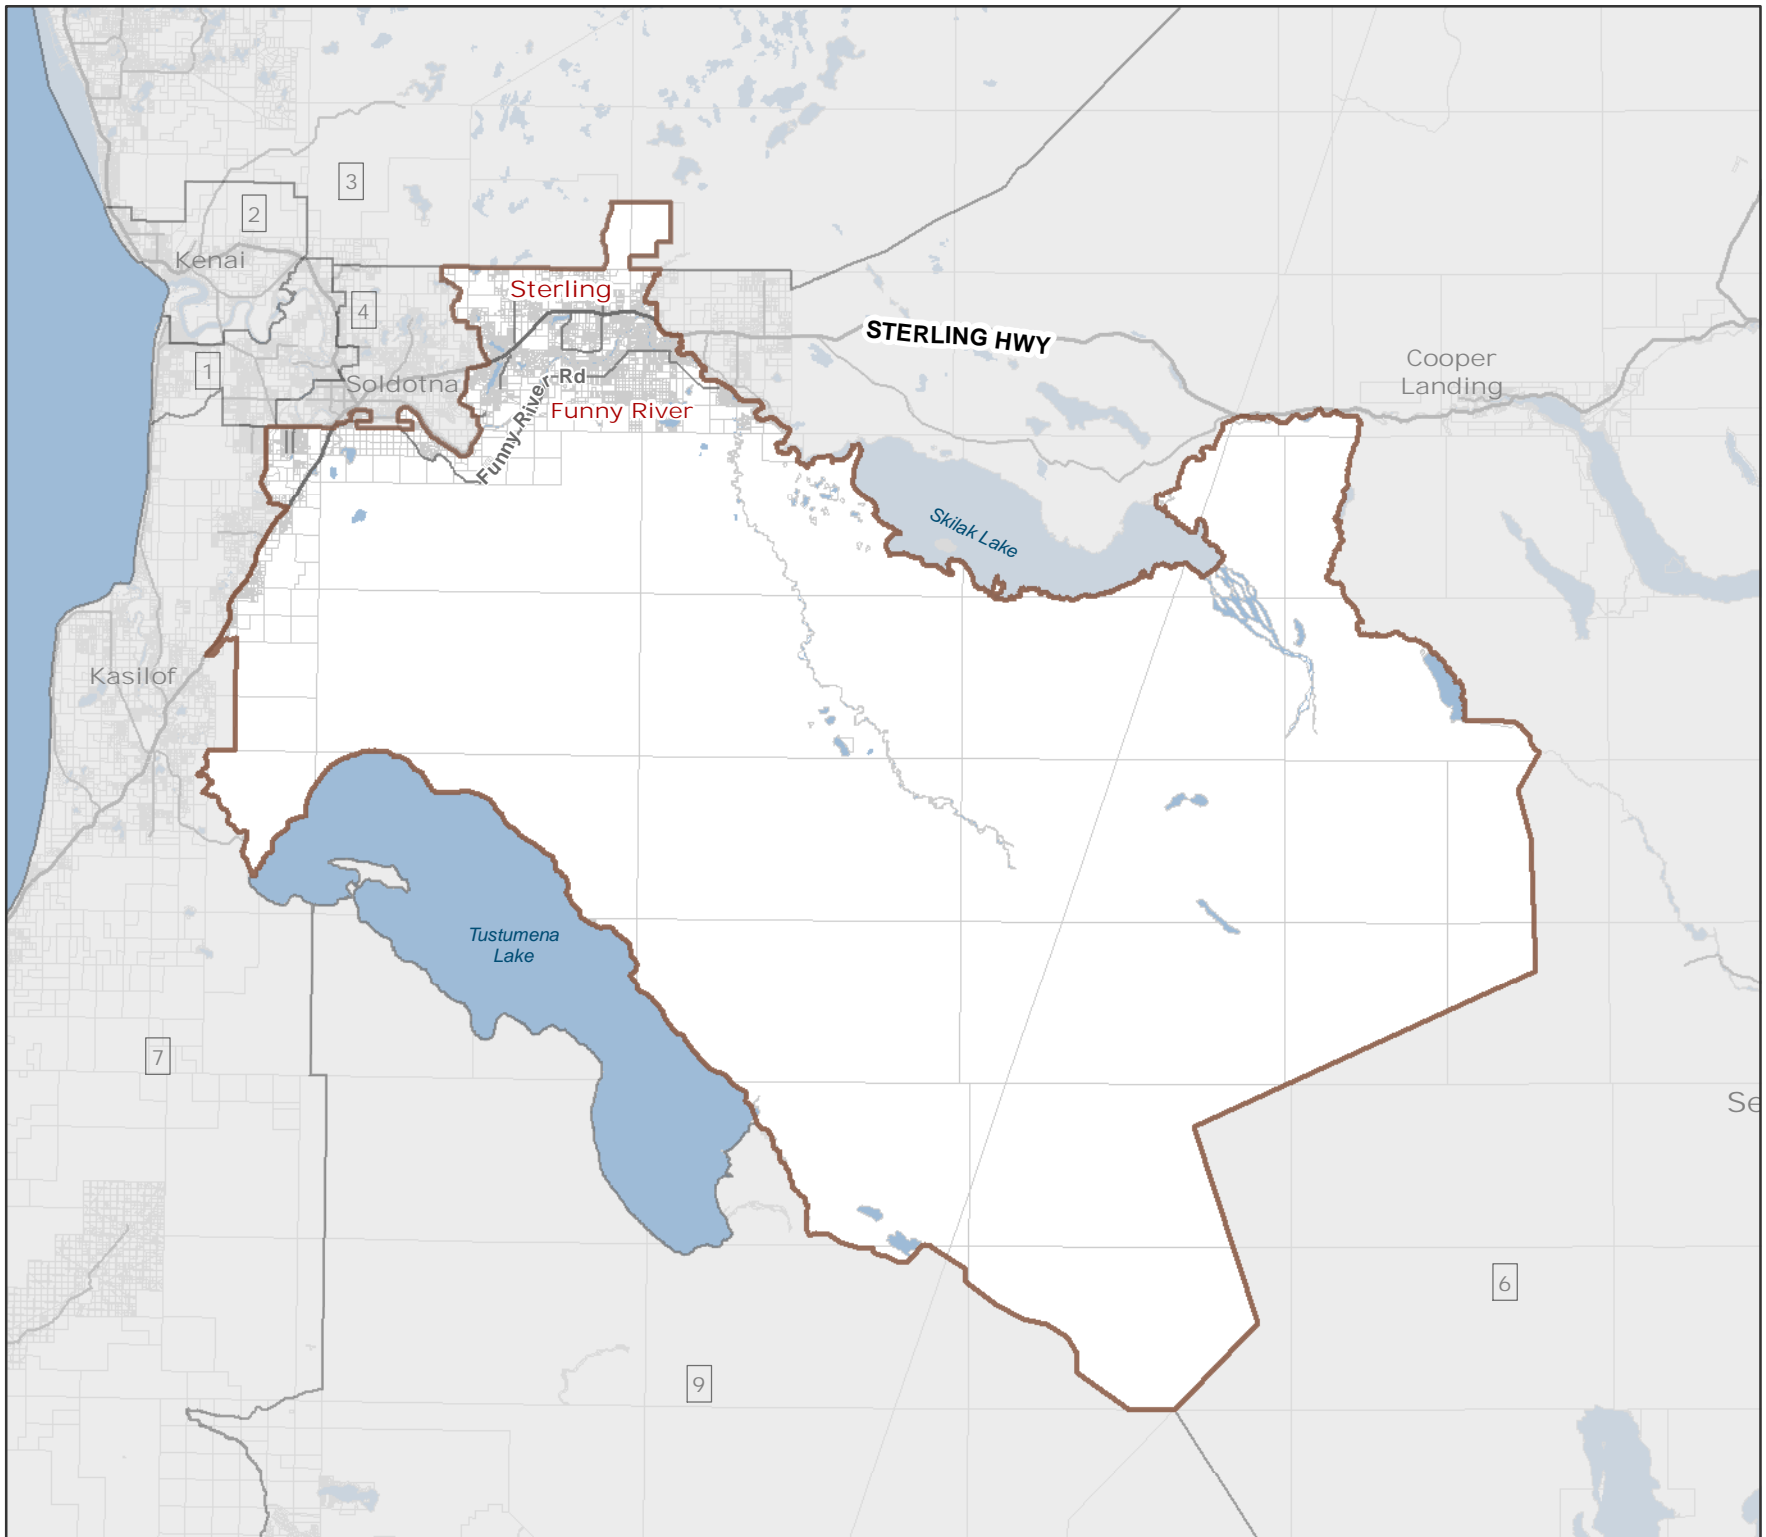 3
2
Kenai
Sterling
4
STERLING HWY
Cooper
Landing
1
Soldotna
Funny River Rd
Funny River
Skilak Lake
Kasilof
Tustumena
Lake
7
Se
6
9